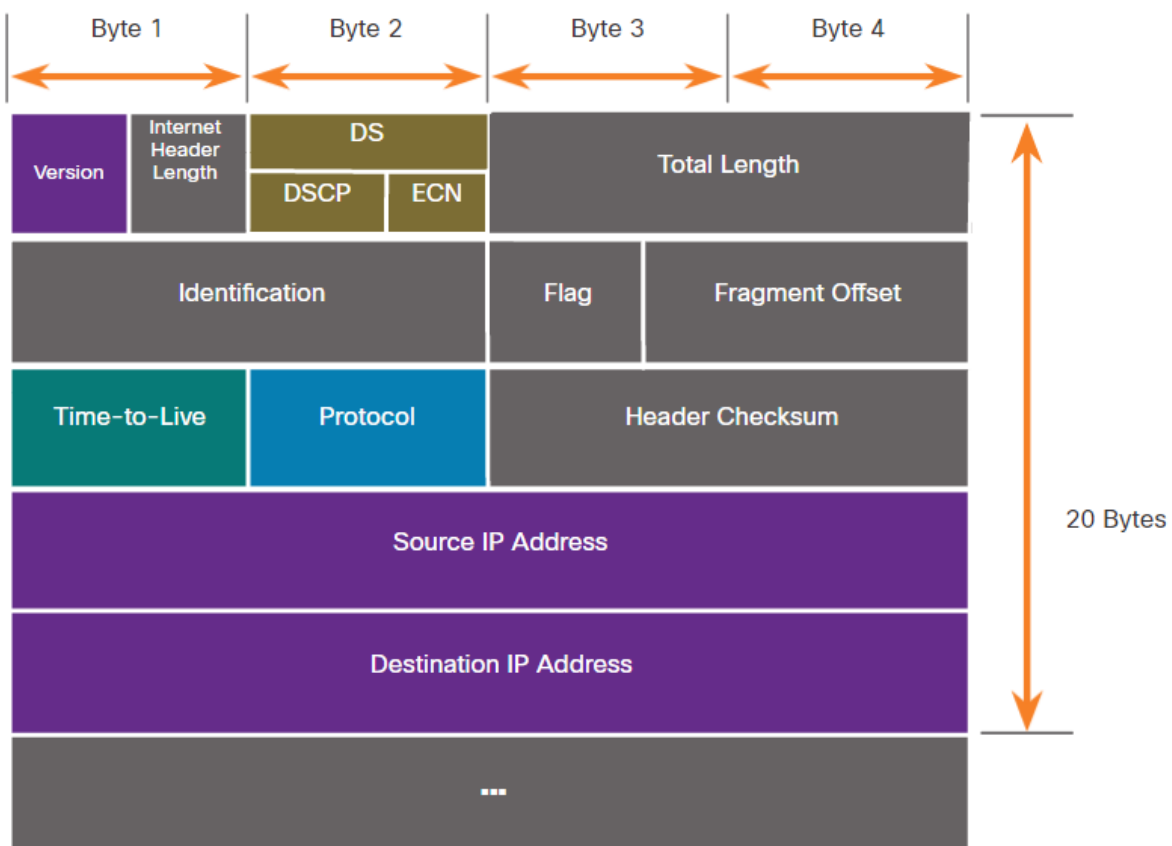 Byte 1 Byte 2 Byte 3 Byte 4
Version
Internet
Header
Length
DS
DSCP ECN
Total Length
Identification Flag Fragment Offset
Time-to-Live Protocol Header Checksum
Source IP Address
20 Bytes
Destination IP Address
...